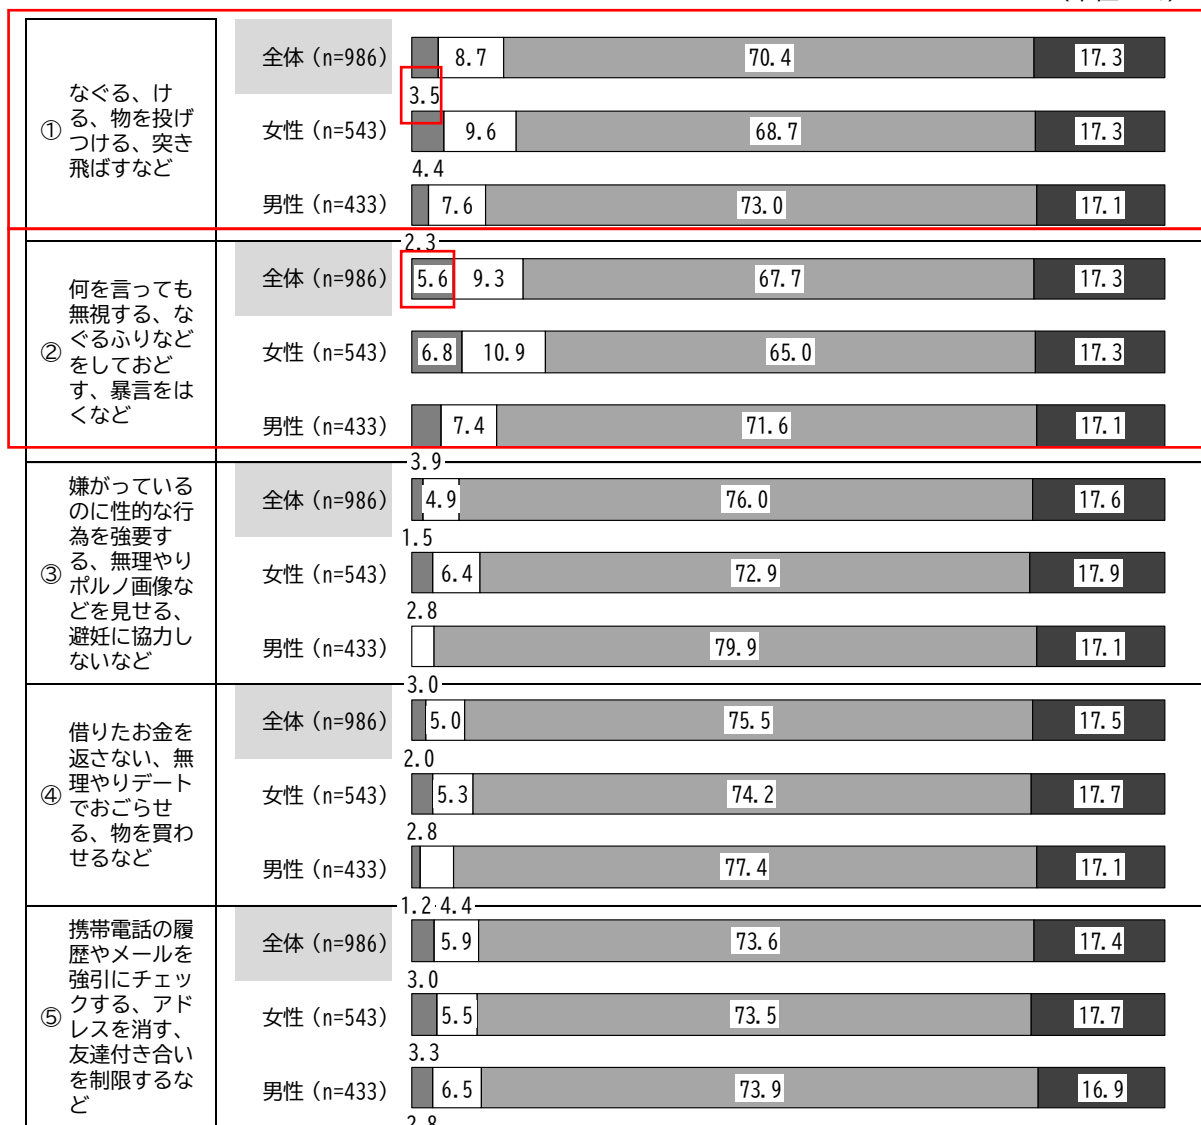 全体 (n=986) 8.7 70.4 17.3
3.5
① なぐる、け
る、物を投げ
つける、突き
飛ばすなど
女性 (n=543) 9.6 68.7 17.3
4.4
男性 (n=433) 7.6 73.0 17.1
2.3
② 何を言っても
無視する、な
ぐるふりなど
をしておど
す、暴言をは
くなど
全体 (n=986) 5.6 9.3 67.7 17.3
女性 (n=543) 6.8 10.9 65.0 17.3
男性 (n=433) 7.4 71.6 17.1
3.9
③ 嫌がっている
のに性的な行
為を強要す
る、無理やり
ポルノ画像な
どを見せる、
避妊に協力し
ないなど
全体 (n=986) 4.9 76.0 17.6
1.5
女性 (n=543) 6.4 72.9 17.9
2.8
男性 (n=433) 79.9 17.1
3.0
④ 借りたお金を
返さない、無
理やりデート
でおごらせ
る、物を買わ
せるなど
全体 (n=986) 5.0 75.5 17.5
2.0
女性 (n=543) 5.3 74.2 17.7
2.8
男性 (n=433) 77.4 17.1
1.2 4.4
⑤ 携帯電話の履
歴やメールを
強引にチェッ
クする、アド
レスを消す、
友達付き合い
を制限するな
ど
全体 (n=986) 5.9 73.6 17.4
3.0
女性 (n=543) 5.5 73.5 17.7
3.3
男性 (n=433) 6.5 73.9 16.9
2.8